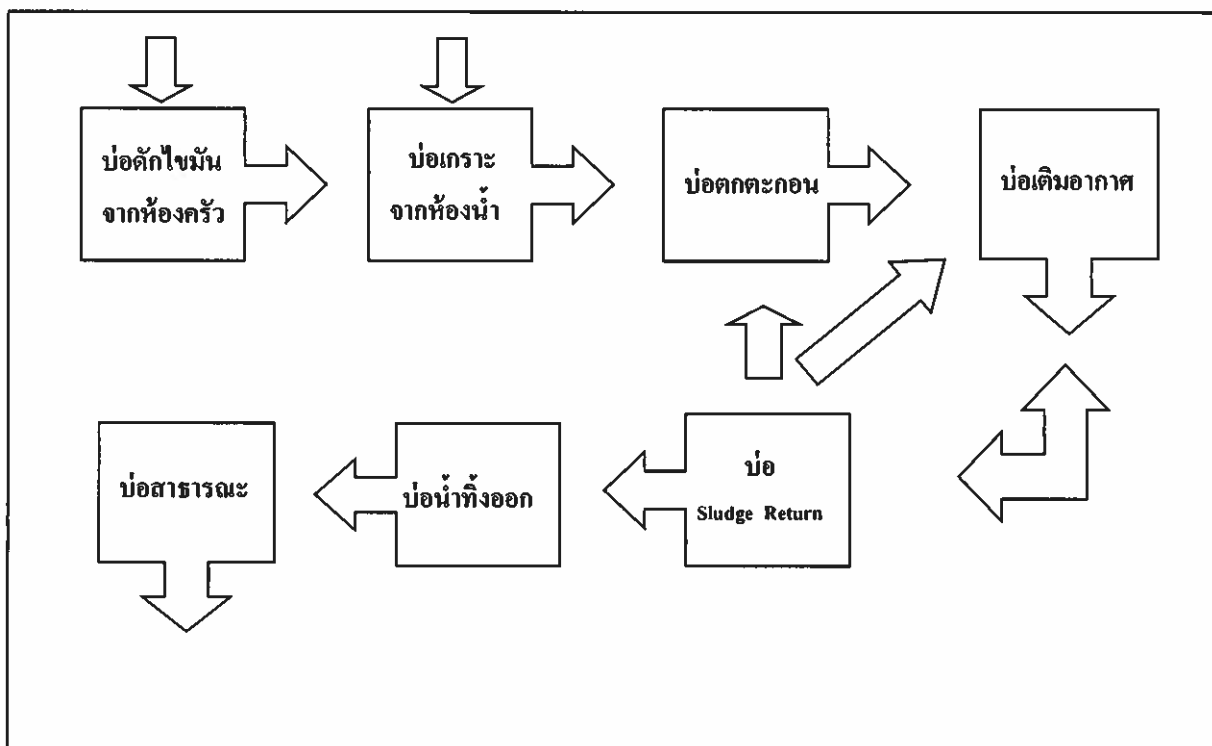 บ่อดักไขมัน
จากห้องครัว
บ่อเกราะ
จากห้องน้ำ
บ่อตกตะกอน
บ่อเติมอากาศ
บ่อสาธารณะ
บ่อน้ำทิ้งออก
บ่อ
Sludge Return